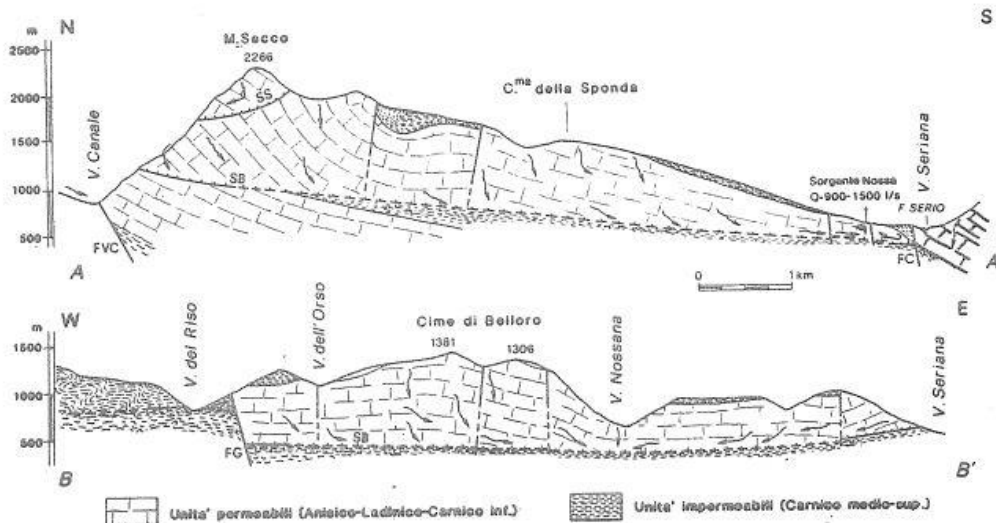 N
S
m
2500
2000
1500
1000
500
M. Secco
2266
SS
SB
C.ma della Sponda
V. Canale
V. Seriana
Sorgente Nossa
Q-900-1500 l/s
F. SERIO
FVC
FC
A
A
0 1 km
W
E
m
1500
1000
500
V. del Riso
V. dell'Orso
Cime di Belloro
1381
1306
V. Nossana
V. Seriana
SB
FG
B
B'
Unita' permeabili (Anisico-Ladinico-Carnico inf.)
Unita' impermeabili (Carnico medio-sup.)